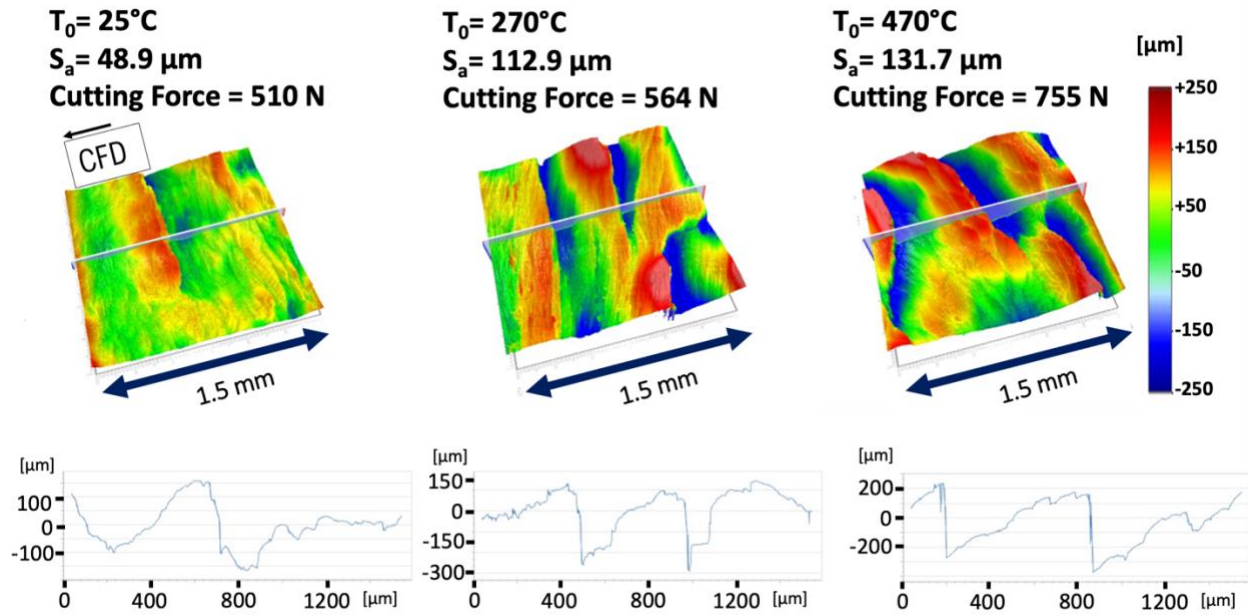 T₀= 25°C
Sₐ= 48.9 µm
Cutting Force = 510 N
T₀= 270°C
Sₐ= 112.9 µm
Cutting Force = 564 N
T₀= 470°C
Sₐ= 131.7 µm
Cutting Force = 755 N
[µm]
+250
+150
+50
-50
-150
-250
CFD
1.5 mm
1.5 mm
1.5 mm
[µm]
100
0
-100
0 400 800 1200 [µm]
[µm]
150
0
-150
-300
0 400 800 1200 [µm]
[µm]
200
0
-200
0 400 800 1200 [µm]